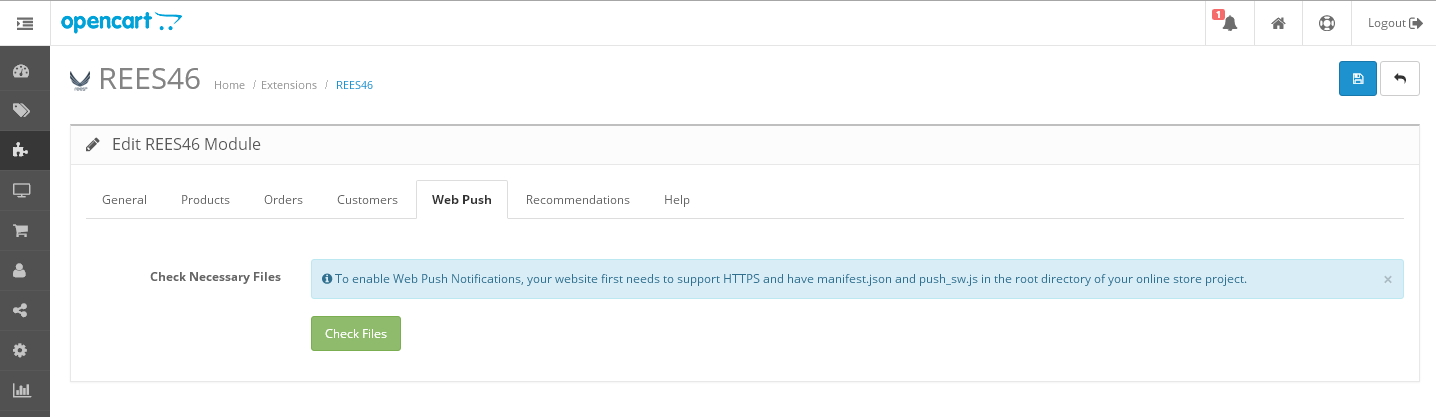 opencart
1
Logout
REES46
Home / Extensions / REES46
Edit REES46 Module
General Products Orders Customers Web Push Recommendations Help
Check Necessary Files
To enable Web Push Notifications, your website first needs to support HTTPS and have manifest.json and push_sw.js in the root directory of your online store project.
×
Check Files